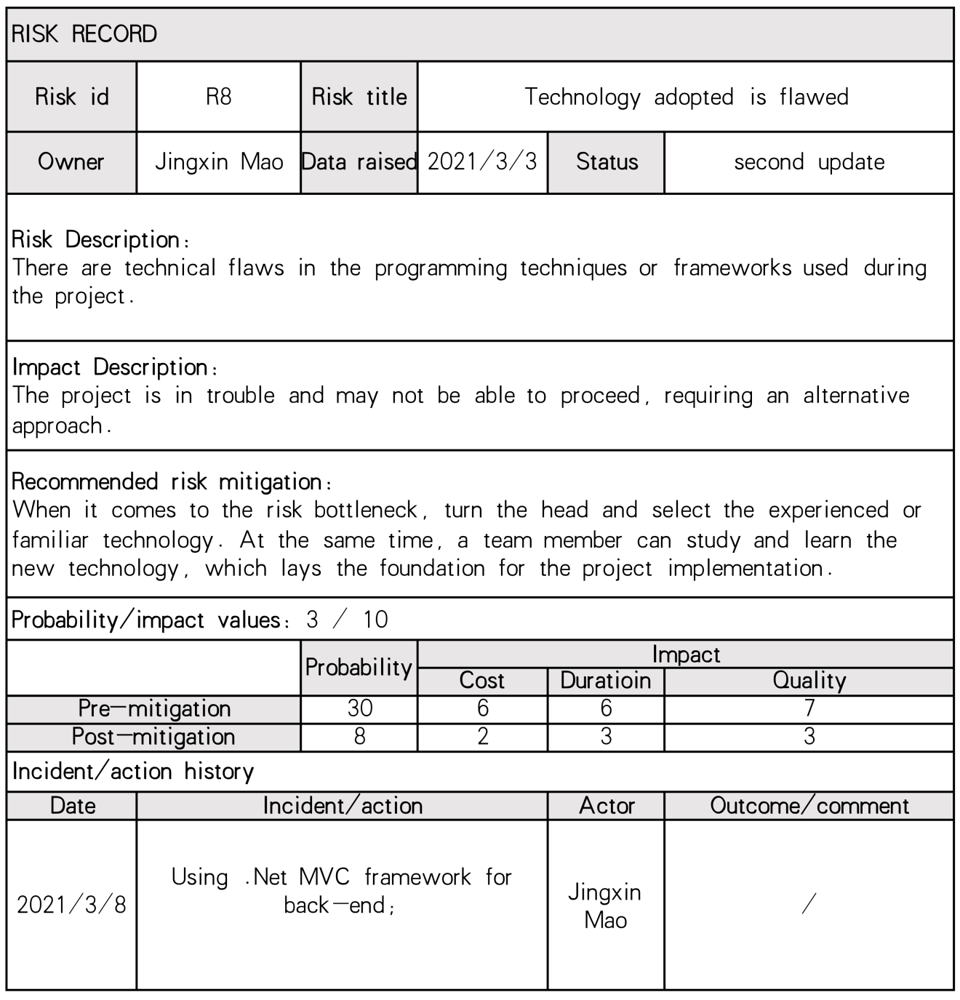 RISK RECORD
Risk id R8 Risk title Technology adopted is flawed
Owner Jingxin Mao Data raised 2021/3/3 Status second update
Risk Description:
There are technical flaws in the programming techniques or frameworks used during
the project.
Impact Description:
The project is in trouble and may not be able to proceed, requiring an alternative
approach.
Recommended risk mitigation:
When it comes to the risk bottleneck, turn the head and select the experienced or
familiar technology. At the same time, a team member can study and learn the
new technology, which lays the foundation for the project implementation.
Probability/impact values: 3 / 10
Probability Impact
Cost Duratioin Quality
Pre-mitigation 30 6 6 7
Post-mitigation 8 2 3 3
Incident/action history
Date Incident/action Actor Outcome/comment
2021/3/8
Using .Net MVC framework for
back-end;
Jingxin
Mao
/